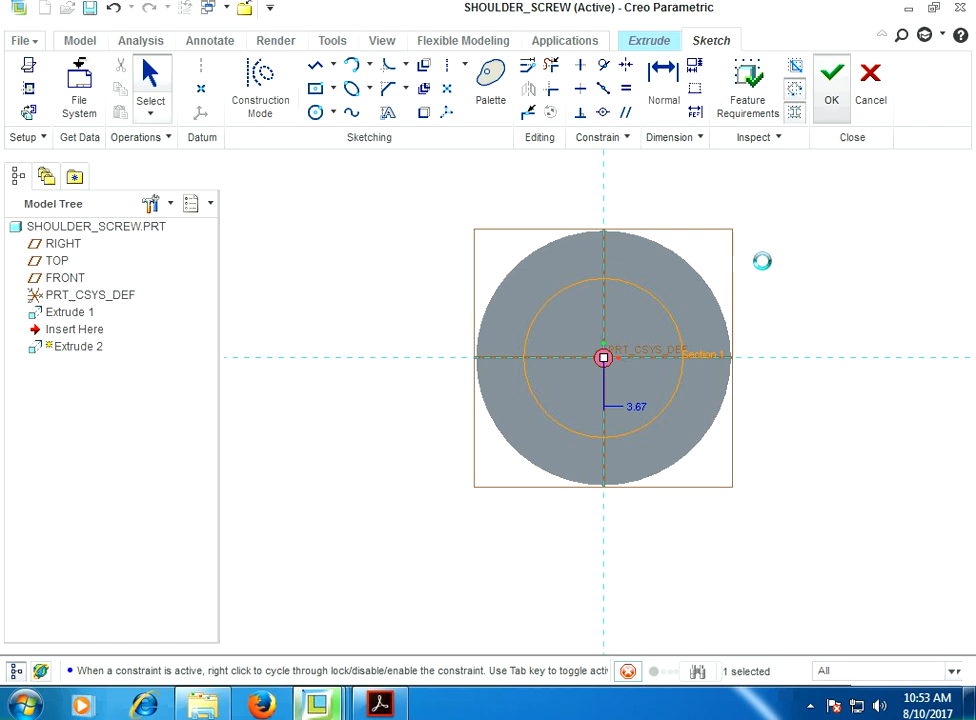 SHOULDER_SCREW (Active) - Creo Parametric
File Model Analysis Annotate Render Tools View Flexible Modeling Applications Extrude Sketch
File System
Select
Construction Mode
Palette
Normal
Feature Requirements
OK
Cancel
Setup Get Data Operations Datum Sketching Editing Constrain Dimension Inspect Close
Model Tree
SHOULDER_SCREW.PRT
RIGHT
TOP
FRONT
PRT_CSYS_DEF
Extrude 1
Insert Here
Extrude 2
PRT_CSYS_DEF
Section 1
3.67
When a constraint is active, right click to cycle through lock/disable/enable the constraint. Use Tab key to toggle acti
1 selected
All
10:53 AM
8/10/2017